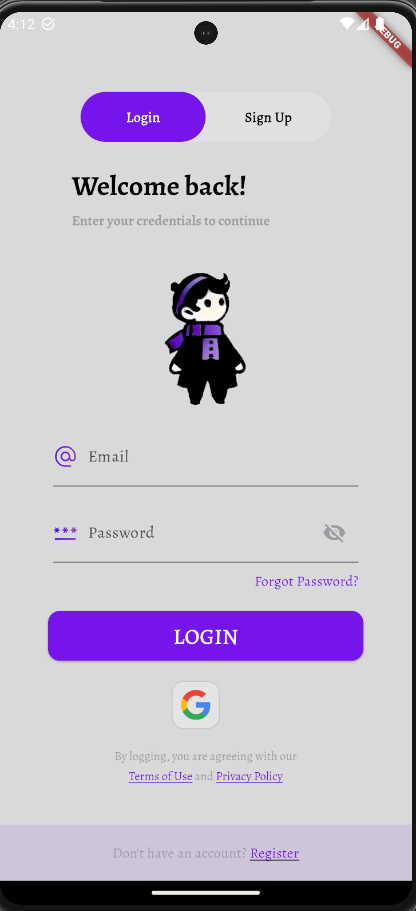 4:12
DEBUG
Login Sign Up
Welcome back!
Enter your credentials to continue
Email
*** Password
Forgot Password?
LOGIN
G
By logging, you are agreeing with our
Terms of Use and Privacy Policy
Don't have an account? Register